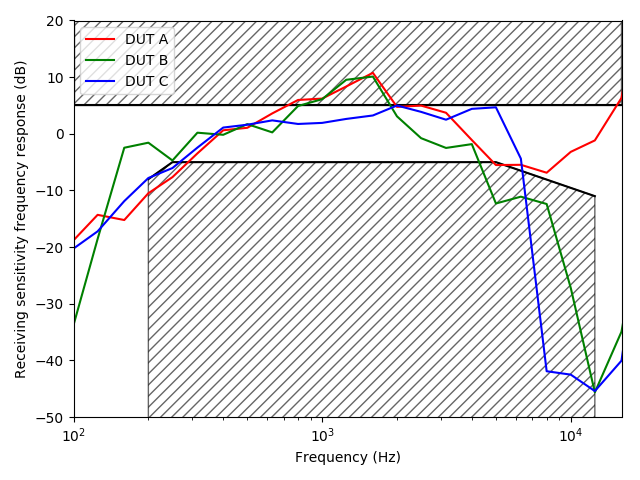 20
10
0
−10
−20
−30
−40
−50
Receiving sensitivity frequency response (dB)
DUT A
DUT B
DUT C
10²
10³
10⁴
Frequency (Hz)